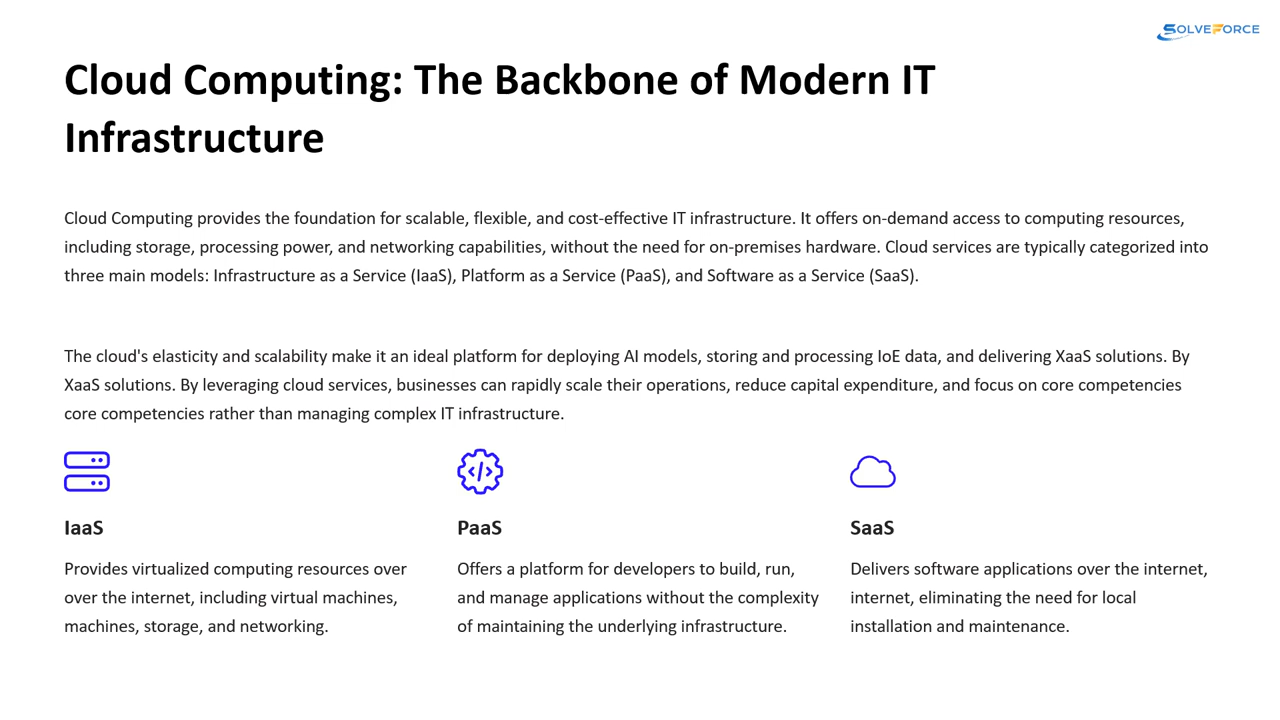 SOLVEFORCE
Cloud Computing: The Backbone of Modern IT
Infrastructure
Cloud Computing provides the foundation for scalable, flexible, and cost-effective IT infrastructure. It offers on-demand access to computing resources,
including storage, processing power, and networking capabilities, without the need for on-premises hardware. Cloud services are typically categorized into
three main models: Infrastructure as a Service (IaaS), Platform as a Service (PaaS), and Software as a Service (SaaS).
The cloud's elasticity and scalability make it an ideal platform for deploying AI models, storing and processing IoE data, and delivering XaaS solutions. By
XaaS solutions. By leveraging cloud services, businesses can rapidly scale their operations, reduce capital expenditure, and focus on core competencies
core competencies rather than managing complex IT infrastructure.
IaaS
Provides virtualized computing resources over
over the internet, including virtual machines,
machines, storage, and networking.
PaaS
Offers a platform for developers to build, run,
and manage applications without the complexity
of maintaining the underlying infrastructure.
SaaS
Delivers software applications over the internet,
internet, eliminating the need for local
installation and maintenance.